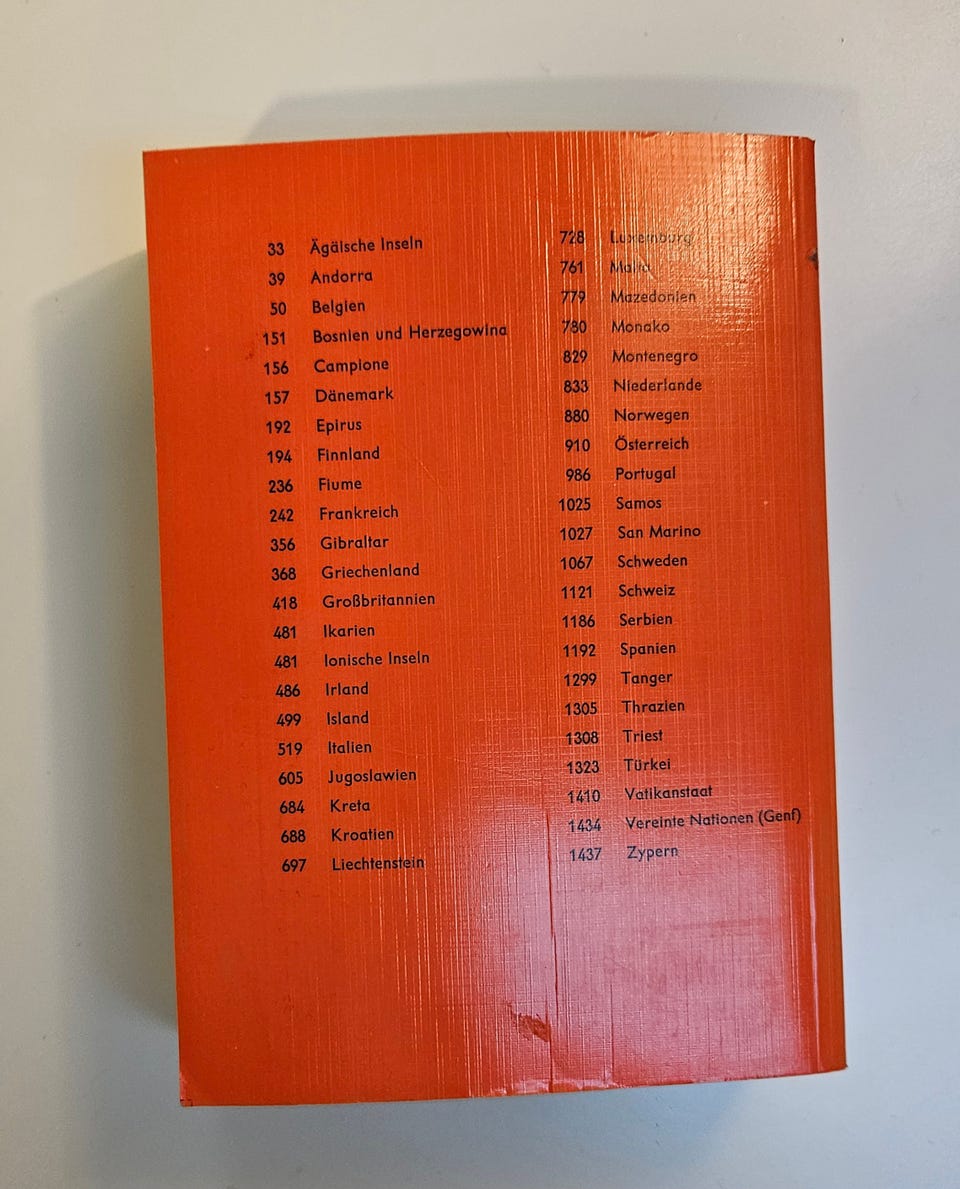 33 Ägäische Inseln
39 Andorra
50 Belgien
151 Bosnien und Herzegowina
156 Campione
157 Dänemark
192 Epirus
194 Finnland
236 Fiume
242 Frankreich
356 Gibraltar
368 Griechenland
418 Großbritannien
481 Ikarien
481 Ionische Inseln
486 Irland
499 Island
519 Italien
605 Jugoslawien
684 Kreta
688 Kroatien
697 Liechtenstein
728 Luxemburg
761 Malta
779 Mazedonien
780 Monako
829 Montenegro
833 Niederlande
880 Norwegen
910 Österreich
986 Portugal
1025 Samos
1027 San Marino
1067 Schweden
1121 Schweiz
1186 Serbien
1192 Spanien
1299 Tanger
1305 Thrazien
1308 Triest
1323 Türkei
1410 Vatikanstaat
1434 Vereinte Nationen (Genf)
1437 Zypern